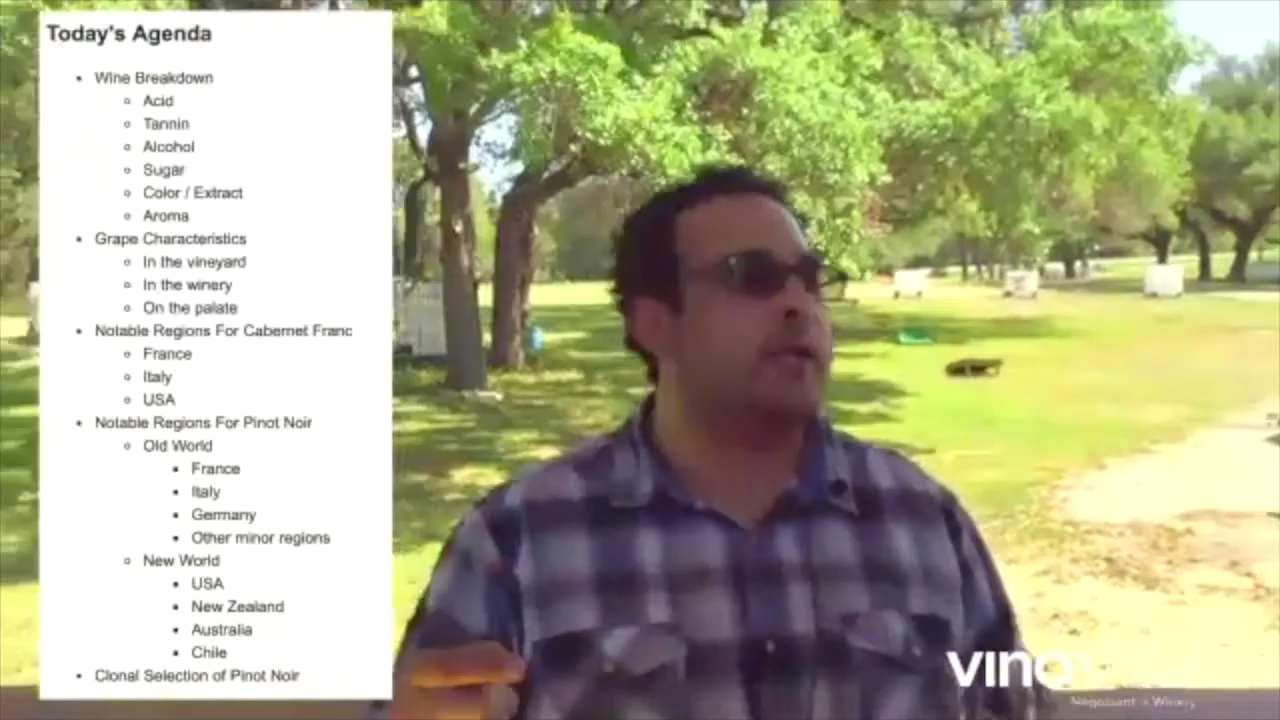 Today's Agenda
Wine Breakdown
Acid
Tannin
Alcohol
Sugar
Color / Extract
Aroma
Grape Characteristics
In the vineyard
In the winery
On the palate
Notable Regions For Cabernet Franc
France
Italy
USA
Notable Regions For Pinot Noir
Old World
France
Italy
Germany
Other minor regions
New World
USA
New Zealand
Australia
Chile
Clonal Selection of Pinot Noir
Négociant + Winery